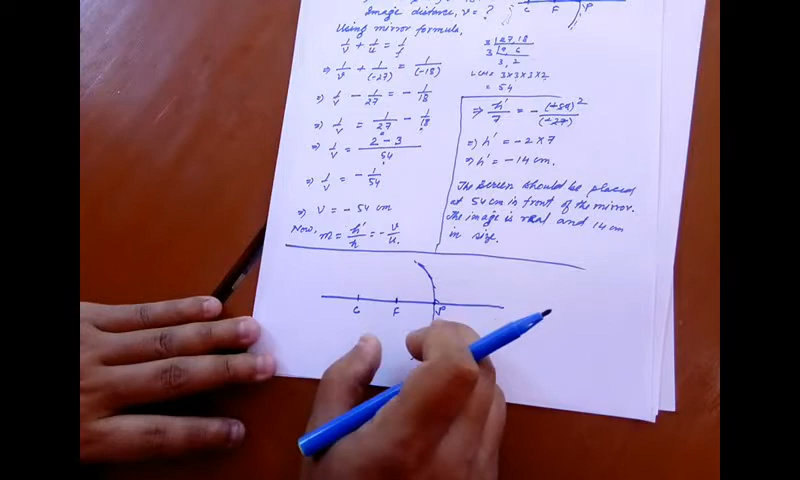 Image distance, v = ?
Using mirror formula,
1/v + 1/u = 1/f
⇒ 1/v + 1/(-27) = 1/(-18)
⇒ 1/v - 1/27 = - 1/18
⇒ 1/v = 1/27 - 1/18
⇒ 1/v = 2 - 3/54
⇒ 1/v = - 1/54
⇒ v = - 54 cm
Now, m = h'/h = - v/u.
3 27, 18
3 9, 6
3, 2
LCM = 3×3×3×2
= 54
⇒ h'/7 = - (+54)2/(+27)
⇒ h' = -2×7
⇒ h' = -14 cm.
The screen should be placed
at 54 cm in front of the mirror.
The image is real and 14 cm
in size.
C F P
C F P